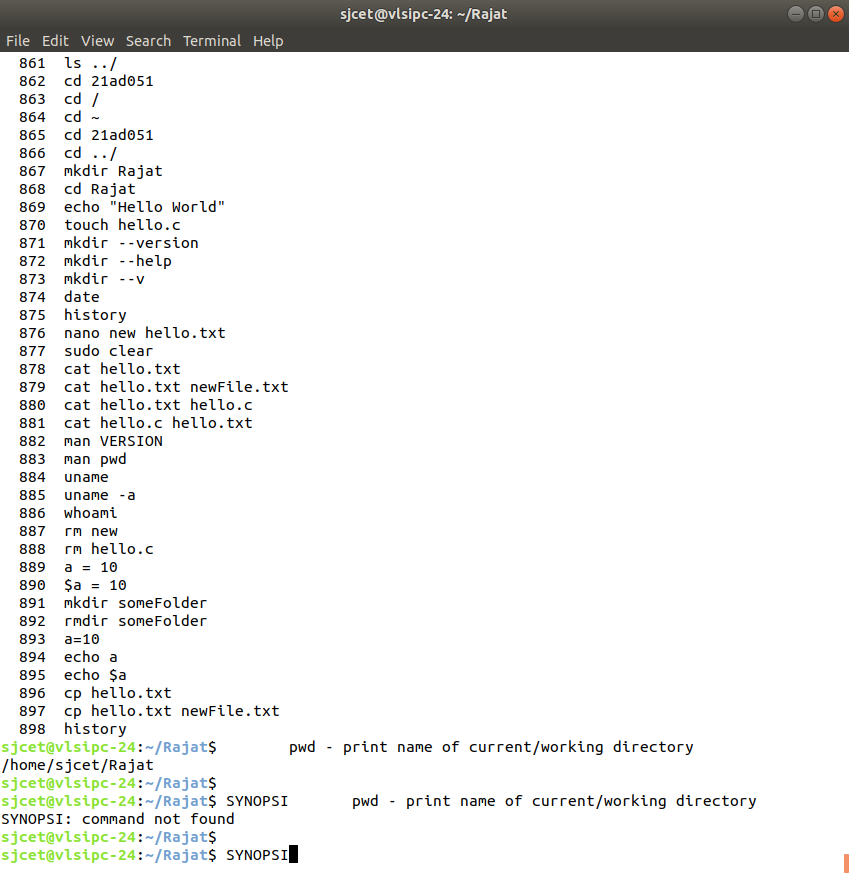 sjcet@vlsipc-24: ~/Rajat
File Edit View Search Terminal Help
861 ls ../
862 cd 21ad051
863 cd /
864 cd ~
865 cd 21ad051
866 cd ../
867 mkdir Rajat
868 cd Rajat
869 echo "Hello World"
870 touch hello.c
871 mkdir --version
872 mkdir --help
873 mkdir --v
874 date
875 history
876 nano new hello.txt
877 sudo clear
878 cat hello.txt
879 cat hello.txt newFile.txt
880 cat hello.txt hello.c
881 cat hello.c hello.txt
882 man VERSION
883 man pwd
884 uname
885 uname -a
886 whoami
887 rm new
888 rm hello.c
889 a = 10
890 $a = 10
891 mkdir someFolder
892 rmdir someFolder
893 a=10
894 echo a
895 echo $a
896 cp hello.txt
897 cp hello.txt newFile.txt
898 history
sjcet@vlsipc-24:~/Rajat$        pwd - print name of current/working directory
/home/sjcet/Rajat
sjcet@vlsipc-24:~/Rajat$
sjcet@vlsipc-24:~/Rajat$ SYNOPSI       pwd - print name of current/working directory
SYNOPSI: command not found
sjcet@vlsipc-24:~/Rajat$
sjcet@vlsipc-24:~/Rajat$ SYNOPSI